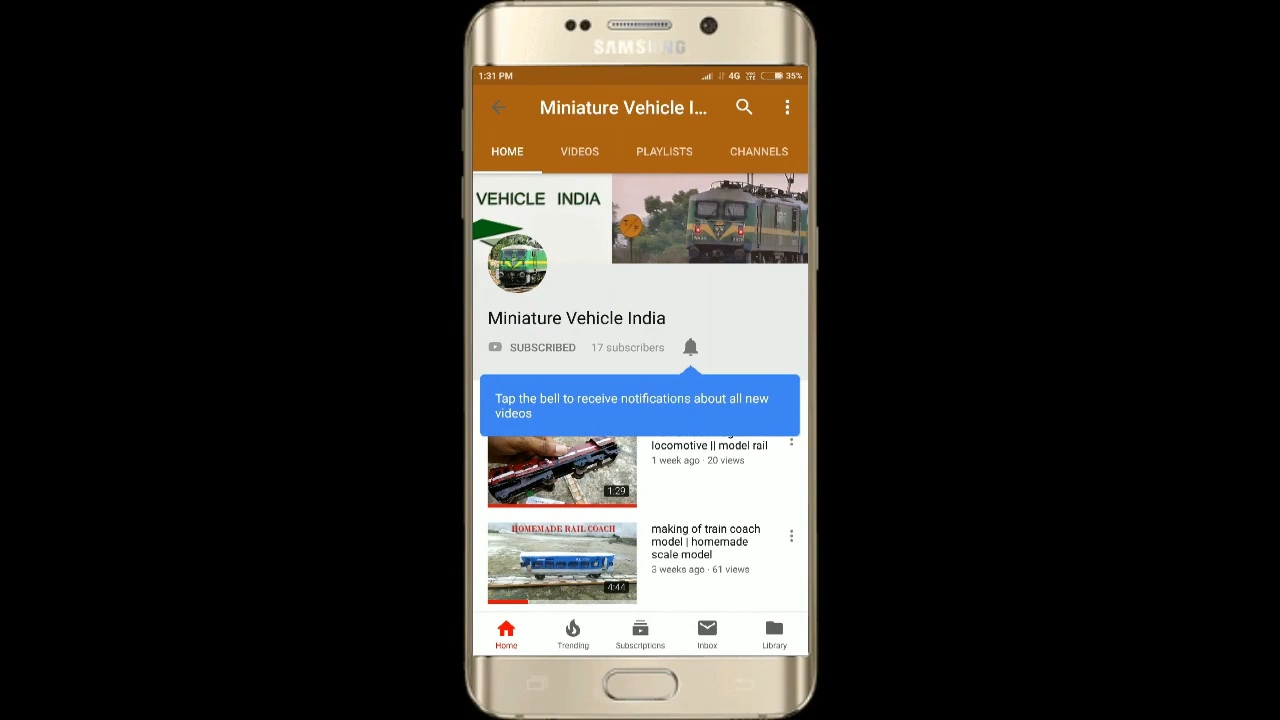 SAMSUNG
1:31 PM
4G VoLTE 35%
Miniature Vehicle I...
HOME VIDEOS PLAYLISTS CHANNELS
VEHICLE INDIA
T/P
Miniature Vehicle India
SUBSCRIBED 17 subscribers
Tap the bell to receive notifications about all new
videos
locomotive || model rail
1 week ago · 20 views
1:29
HOMEMADE RAIL COACH
making of train coach
model | homemade
scale model
3 weeks ago · 61 views
4:44
Home Trending Subscriptions Inbox Library